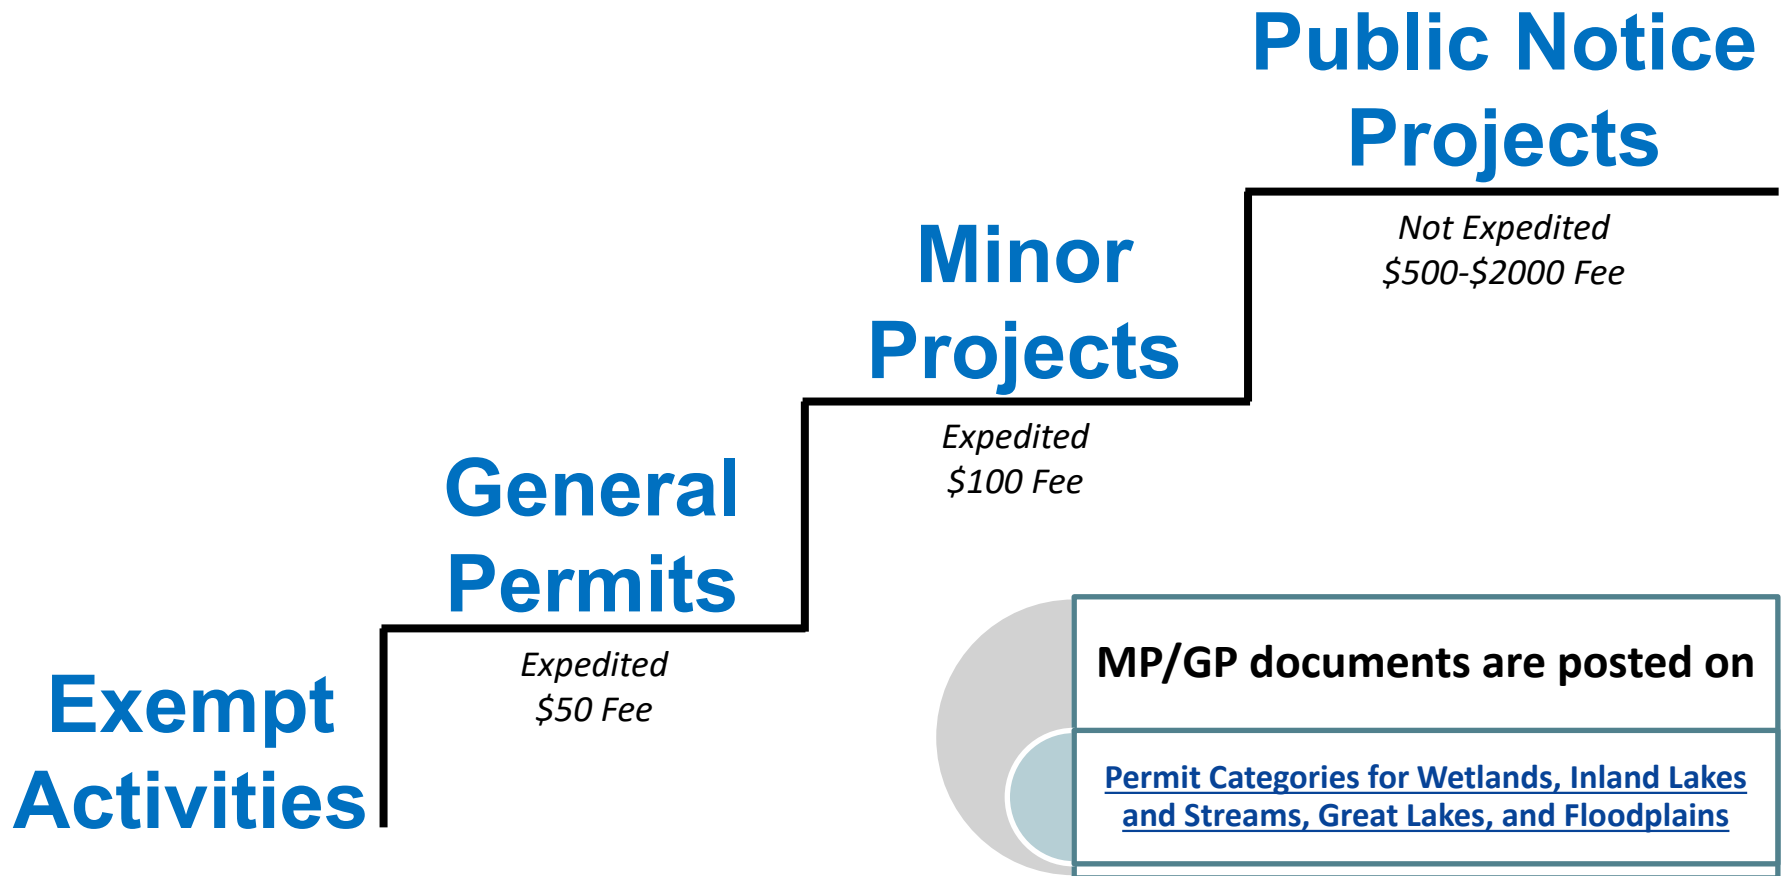 Public Notice
Projects
Not Expedited
$500-$2000 Fee
Minor
Projects
Expedited
$100 Fee
General
Permits
Expedited
$50 Fee
Exempt
Activities
MP/GP documents are posted on
Permit Categories for Wetlands, Inland Lakes
and Streams, Great Lakes, and Floodplains